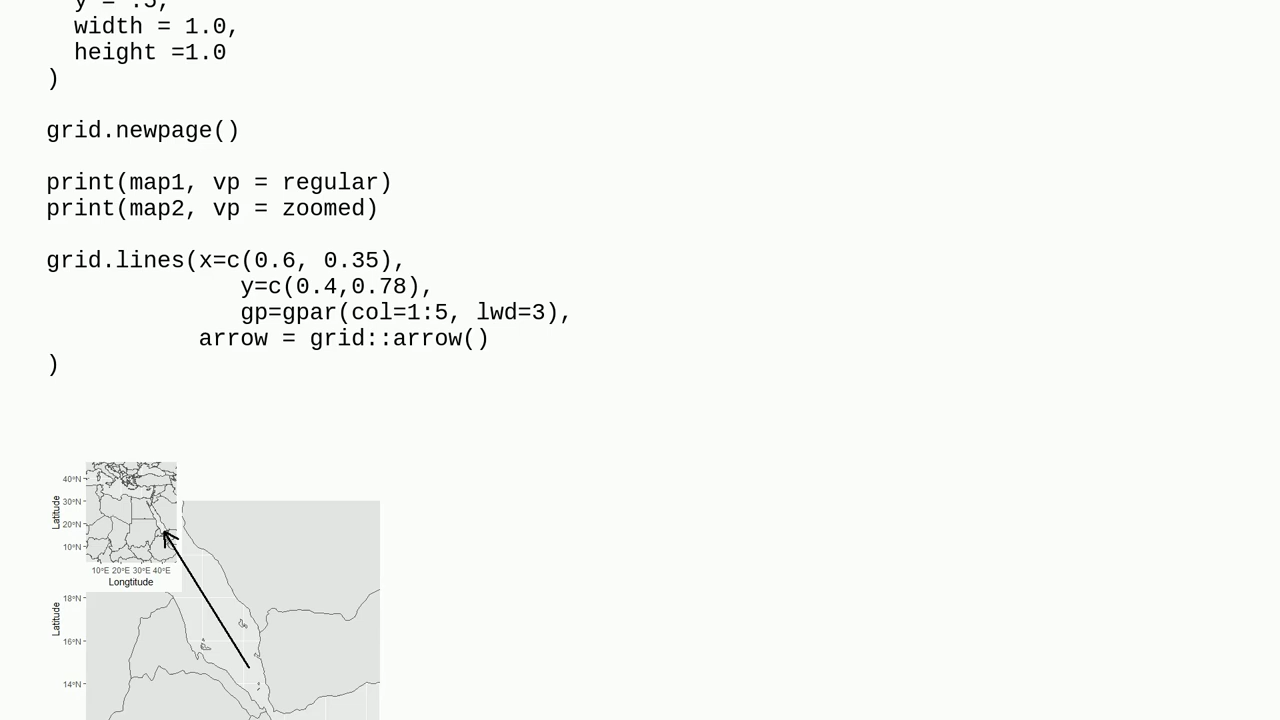 y = .5,
width = 1.0,
height =1.0
)
grid.newpage()
print(map1, vp = regular)
print(map2, vp = zoomed)
grid.lines(x=c(0.6, 0.35),
y=c(0.4,0.78),
gp=gpar(col=1:5, lwd=3),
arrow = grid::arrow()
)
40°N
30°N
20°N
10°N
Latitude
10°E 20°E 30°E 40°E
Longtitude
18°N
16°N
14°N
Latitude